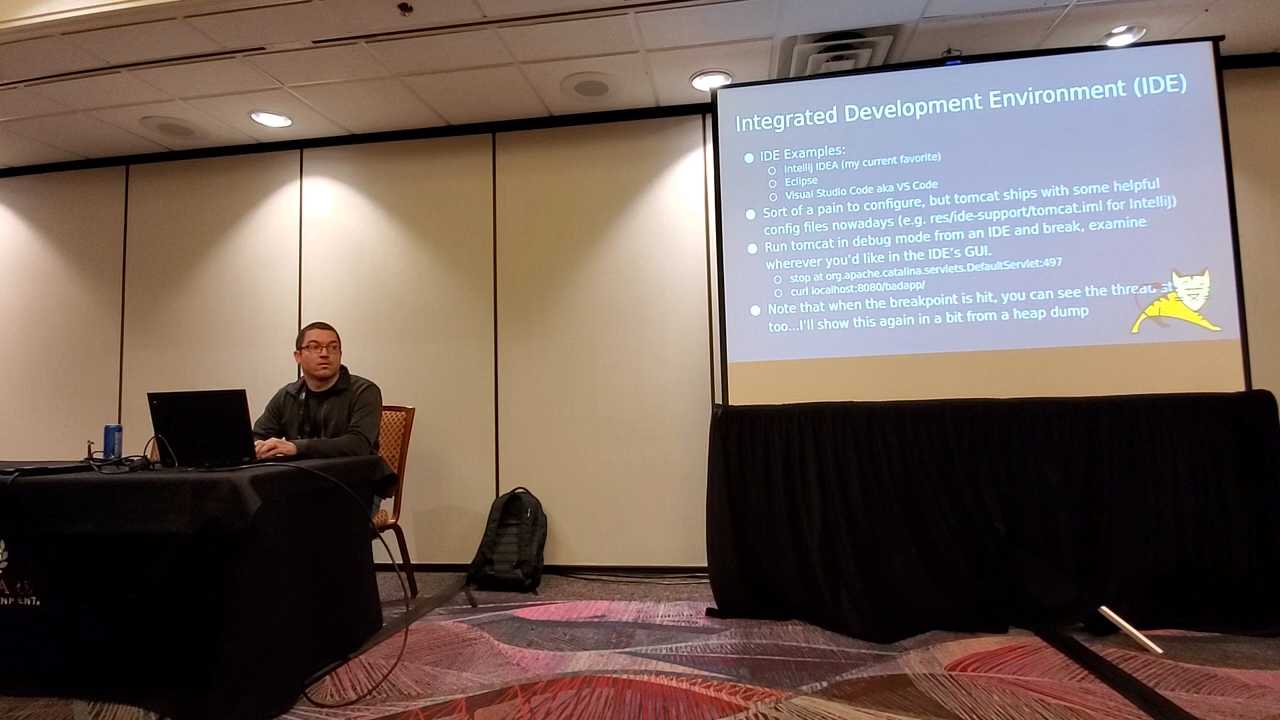 Integrated Development Environment (IDE)
IDE Examples:
IntelliJ IDEA (my current favorite)
Eclipse
Visual Studio Code aka VS Code
Sort of a pain to configure, but tomcat ships with some helpful
config files nowadays (e.g. res/ide-support/tomcat.iml for IntelliJ)
Run tomcat in debug mode from an IDE and break, examine
wherever you'd like in the IDE's GUI.
stop at org.apache.catalina.servlets.DefaultServlet:497
curl localhost:8080/badapp/
Note that when the breakpoint is hit, you can see the thread st
too...I'll show this again in a bit from a heap dump